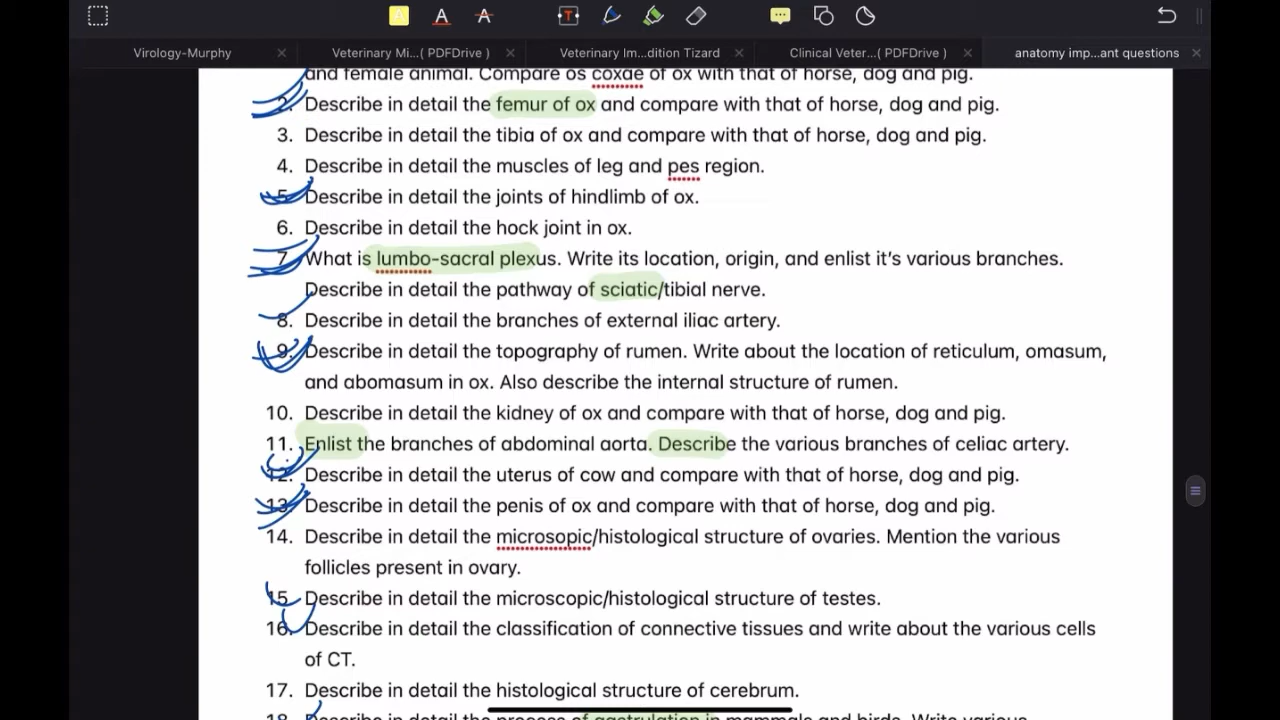 A A A T
Virology-Murphy × Veterinary Mi... ( PDFDrive ) × Veterinary Im...dition Tizard × Clinical Veter...( PDFDrive ) × anatomy imp...ant questions ×
and female animal. Compare os coxae of ox with that of horse, dog and pig.
2. Describe in detail the femur of ox and compare with that of horse, dog and pig.
3. Describe in detail the tibia of ox and compare with that of horse, dog and pig.
4. Describe in detail the muscles of leg and pes region.
5. Describe in detail the joints of hindlimb of ox.
6. Describe in detail the hock joint in ox.
7. What is lumbo-sacral plexus. Write its location, origin, and enlist it's various branches.
Describe in detail the pathway of sciatic/tibial nerve.
8. Describe in detail the branches of external iliac artery.
9. Describe in detail the topography of rumen. Write about the location of reticulum, omasum,
and abomasum in ox. Also describe the internal structure of rumen.
10. Describe in detail the kidney of ox and compare with that of horse, dog and pig.
11. Enlist the branches of abdominal aorta. Describe the various branches of celiac artery.
12. Describe in detail the uterus of cow and compare with that of horse, dog and pig.
13. Describe in detail the penis of ox and compare with that of horse, dog and pig.
14. Describe in detail the microsopic/histological structure of ovaries. Mention the various
follicles present in ovary.
15. Describe in detail the microscopic/histological structure of testes.
16. Describe in detail the classification of connective tissues and write about the various cells
of CT.
17. Describe in detail the histological structure of cerebrum.
18. Describe in detail the process of gastrulation in mammals and birds. Write various